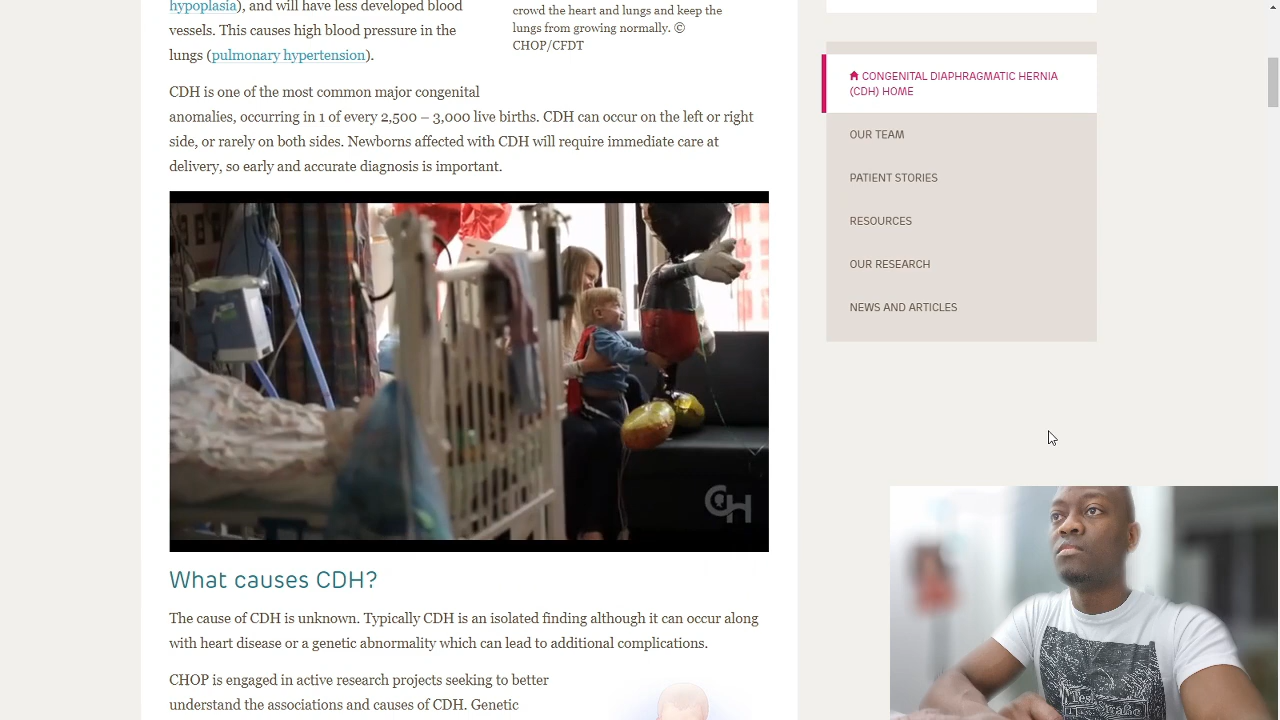 hypoplasia), and will have less developed blood
vessels. This causes high blood pressure in the
lungs (pulmonary hypertension).
crowd the heart and lungs and keep the
lungs from growing normally. ©
CHOP/CFDT
CDH is one of the most common major congenital
anomalies, occurring in 1 of every 2,500 – 3,000 live births. CDH can occur on the left or right
side, or rarely on both sides. Newborns affected with CDH will require immediate care at
delivery, so early and accurate diagnosis is important.
CH
What causes CDH?
The cause of CDH is unknown. Typically CDH is an isolated finding although it can occur along
with heart disease or a genetic abnormality which can lead to additional complications.
CHOP is engaged in active research projects seeking to better
understand the associations and causes of CDH. Genetic
CONGENITAL DIAPHRAGMATIC HERNIA
(CDH) HOME
OUR TEAM
PATIENT STORIES
RESOURCES
OUR RESEARCH
NEWS AND ARTICLES